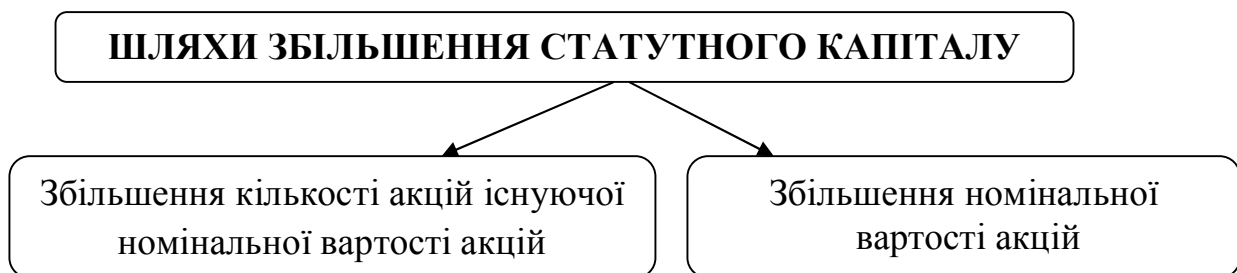 ШЛЯХИ ЗБІЛЬШЕННЯ СТАТУТНОГО КАПІТАЛУ
Збільшення кількості акцій існуючої
номінальної вартості акцій
Збільшення номінальної
вартості акцій